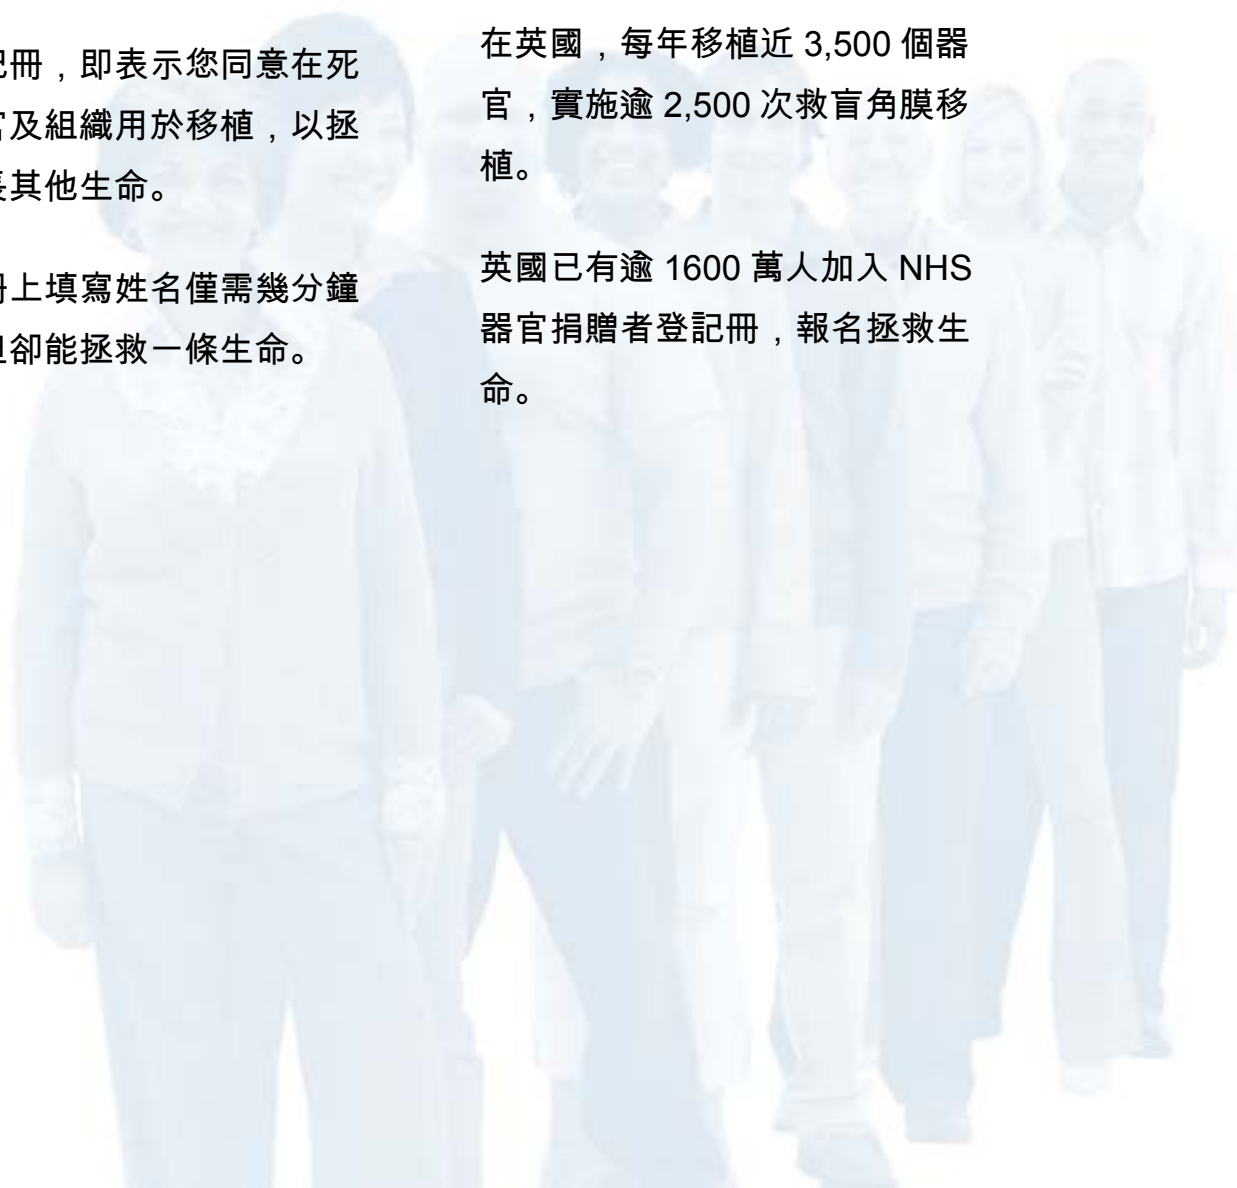 記冊，即表示您同意在死
官及組織用於移植，以拯
長其他生命。
冊上填寫姓名僅需幾分鐘
但卻能拯救一條生命。
在英國，每年移植近 3,500 個器
官，實施逾 2,500 次救盲角膜移
植。
英國已有逾 1600 萬人加入 NHS
器官捐贈者登記冊，報名拯救生
命。